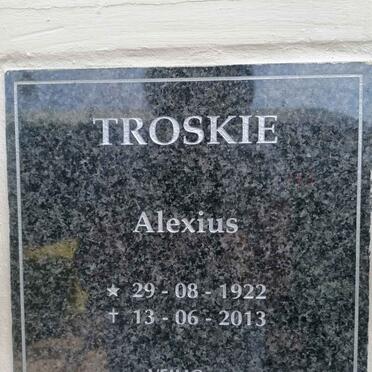 TROSKIE
Alexius
★ 29 - 08 - 1922
† 13 - 06 - 2013